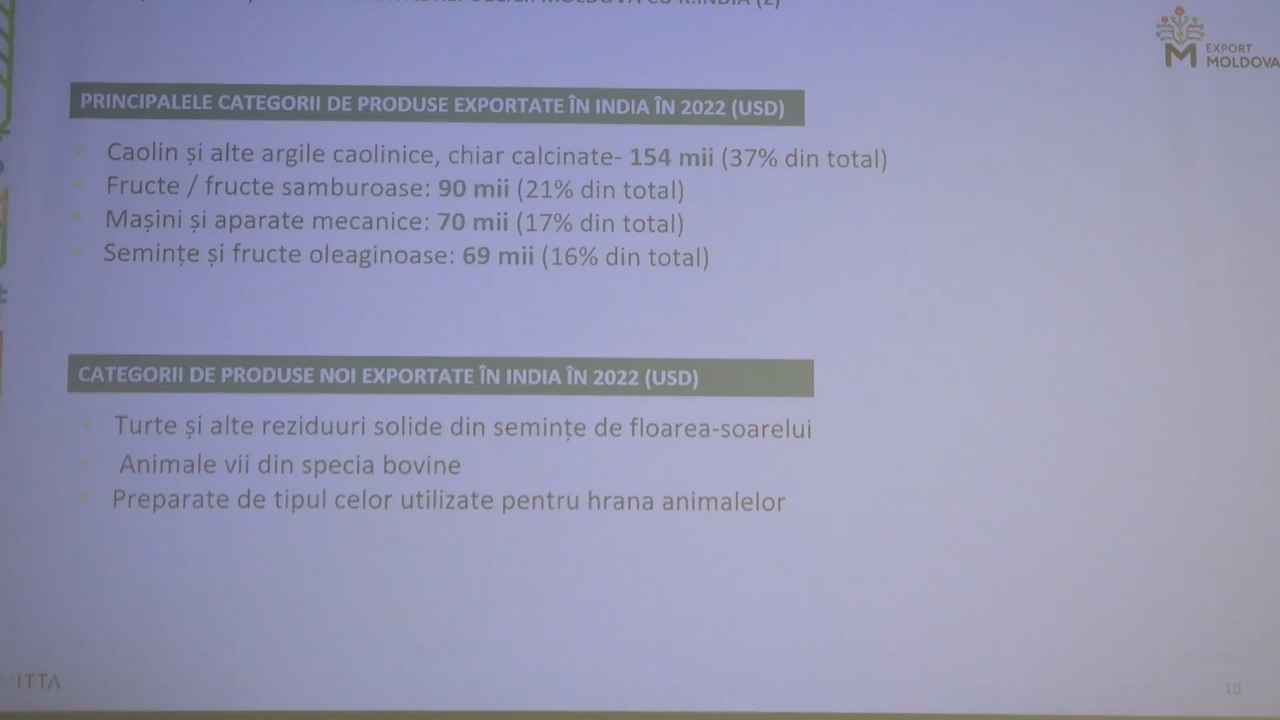 MOLDOVA CU R.INDIA (2)
EXPORT
MOLDOVA
PRINCIPALELE CATEGORII DE PRODUSE EXPORTATE ÎN INDIA ÎN 2022 (USD)
Caolin și alte argile caolinice, chiar calcinate- 154 mii (37% din total)
Fructe / fructe samburoase: 90 mii (21% din total)
Mașini și aparate mecanice: 70 mii (17% din total)
Semințe și fructe oleaginoase: 69 mii (16% din total)
CATEGORII DE PRODUSE NOI EXPORTATE ÎN INDIA ÎN 2022 (USD)
Turte și alte reziduuri solide din semințe de floarea-soarelui
Animale vii din specia bovine
Preparate de tipul celor utilizate pentru hrana animalelor
ITTA
10